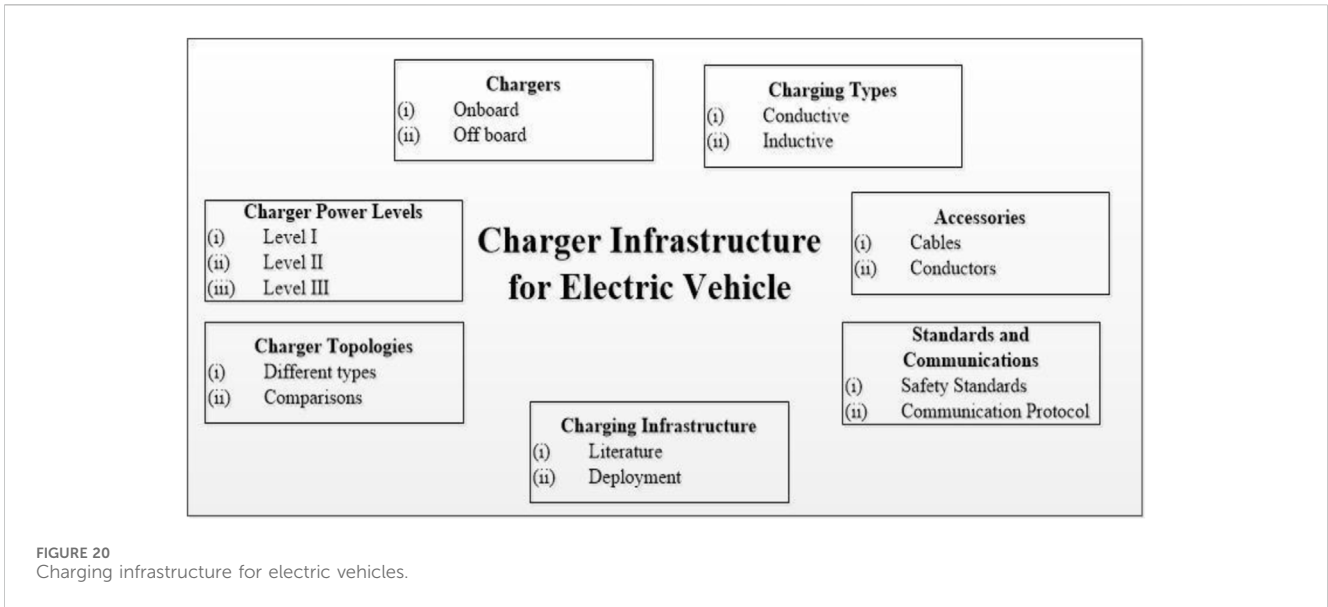 Chargers
(i) Onboard
(ii) Off board
Charging Types
(i) Conductive
(ii) Inductive
Charger Power Levels
(i) Level I
(ii) Level II
(iii) Level III
Charger Infrastructure
for Electric Vehicle
Accessories
(i) Cables
(ii) Conductors
Charger Topologies
(i) Different types
(ii) Comparisons
Standards and
Communications
(i) Safety Standards
(ii) Communication Protocol
Charging Infrastructure
(i) Literature
(ii) Deployment
FIGURE 20
Charging infrastructure for electric vehicles.